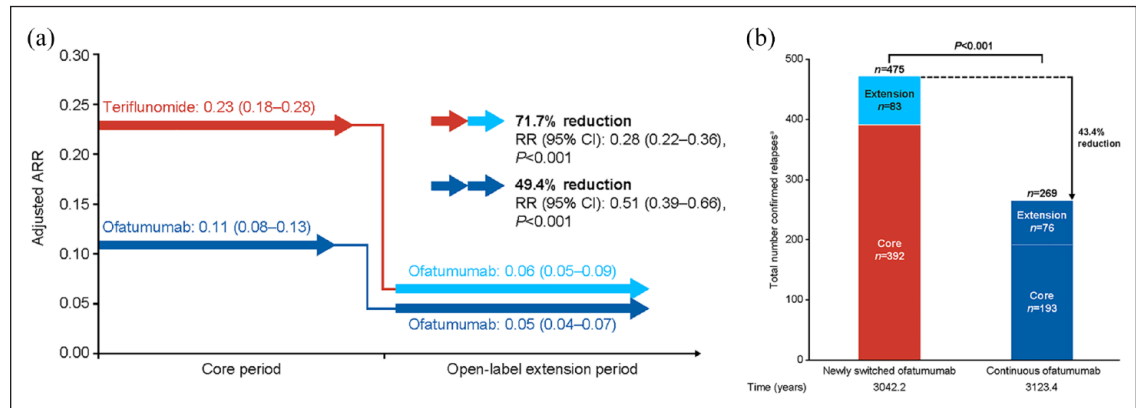 (a)
Adjusted ARR
0.30
0.25
0.20
0.15
0.10
0.05
0.00
Teriflunomide: 0.23 (0.18–0.28)
Ofatumumab: 0.11 (0.08–0.13)
71.7% reduction
RR (95% CI): 0.28 (0.22–0.36),
P<0.001
49.4% reduction
RR (95% CI): 0.51 (0.39–0.66),
P<0.001
Ofatumumab: 0.06 (0.05–0.09)
Ofatumumab: 0.05 (0.04–0.07)
Core period
Open-label extension period
(b)
Total number confirmed relapsesᵃ
500
400
300
200
100
0
P<0.001
n=475
Extension
n=83
Core
n=392
43.4%
reduction
n=269
Extension
n=76
Core
n=193
Newly switched ofatumumab
Continuous ofatumumab
Time (years)
3042.2
3123.4